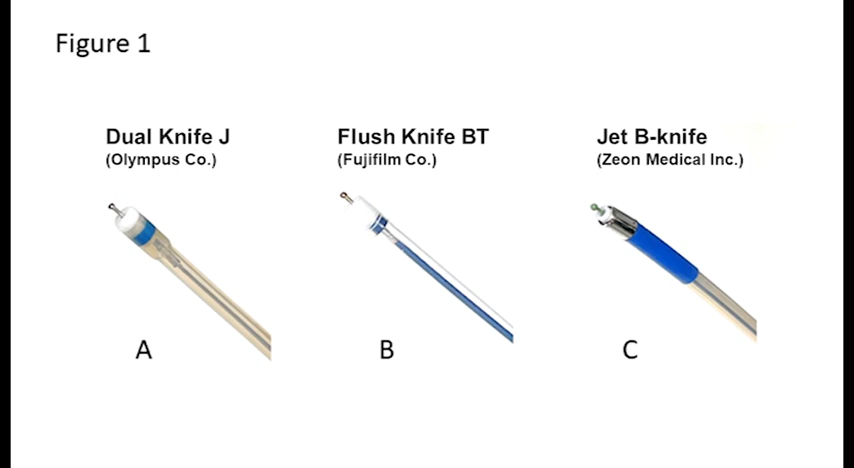 Figure 1
Dual Knife J
(Olympus Co.)
Flush Knife BT
(Fujifilm Co.)
Jet B-knife
(Zeon Medical Inc.)
A
B
C